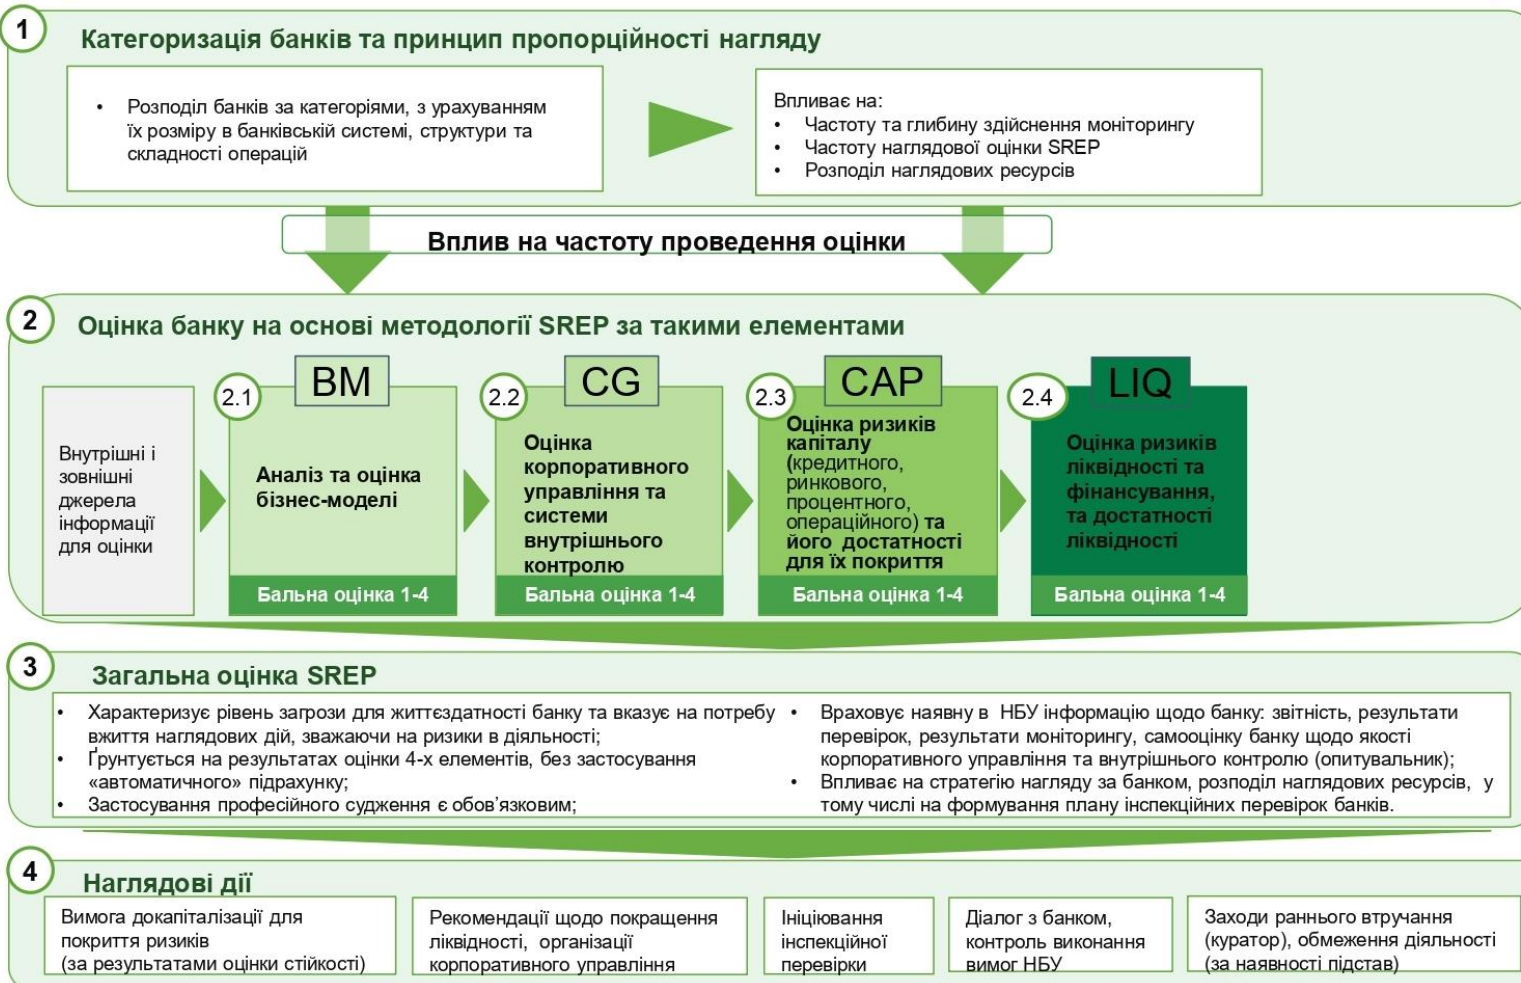 1
Категоризація банків та принцип пропорційності нагляду
• Розподіл банків за категоріями, з урахуванням
їх розміру в банківській системі, структури та
складності операцій
Впливає на:
• Частоту та глибину здійснення моніторингу
• Частоту наглядової оцінки SREP
• Розподіл наглядових ресурсів
Вплив на частоту проведення оцінки
2
Оцінка банку на основі методології SREP за такими елементами
Внутрішні і
зовнішні
джерела
інформації
для оцінки
2.1
BM
Аналіз та оцінка
бізнес-моделі
Бальна оцінка 1-4
2.2
CG
Оцінка
корпоративного
управління та
системи
внутрішнього
контролю
Бальна оцінка 1-4
2.3
CAP
Оцінка ризиків
капіталу
(кредитного,
ринкового,
процентного,
операційного) та
його достатності
для їх покриття
Бальна оцінка 1-4
2.4
LIQ
Оцінка ризиків
ліквідності та
фінансування,
та достатності
ліквідності
Бальна оцінка 1-4
3
Загальна оцінка SREP
• Характеризує рівень загрози для життєздатності банку та вказує на потребу
вжиття наглядових дій, зважаючи на ризики в діяльності;
• Ґрунтується на результатах оцінки 4-х елементів, без застосування
«автоматичного» підрахунку;
• Застосування професійного судження є обов’язковим;
• Враховує наявну в НБУ інформацію щодо банку: звітність, результати
перевірок, результати моніторингу, самооцінку банку щодо якості
корпоративного управління та внутрішнього контролю (опитувальник);
• Впливає на стратегію нагляду за банком, розподіл наглядових ресурсів, у
тому числі на формування плану інспекційних перевірок банків.
4
Наглядові дії
Вимога докапіталізації для
покриття ризиків
(за результатами оцінки стійкості)
Рекомендації щодо покращення
ліквідності, організації
корпоративного управління
Ініціювання
інспекційної
перевірки
Діалог з банком,
контроль виконання
вимог НБУ
Заходи раннього втручання
(куратор), обмеження діяльності
(за наявності підстав)